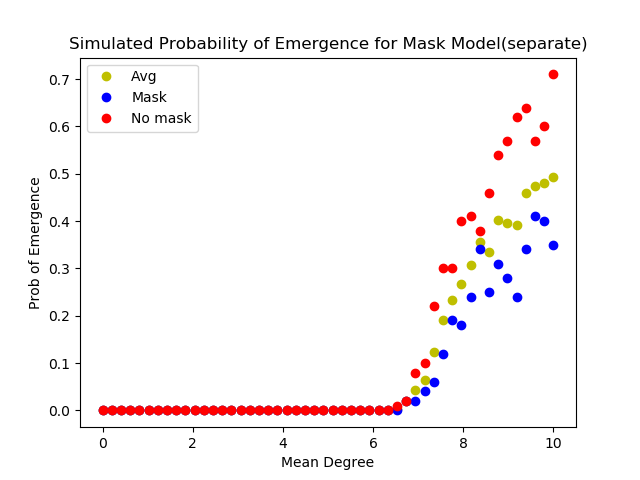 Simulated Probability of Emergence for Mask Model(separate)
Avg
Mask
No mask
Prob of Emergence
0.7
0.6
0.5
0.4
0.3
0.2
0.1
0.0
0 2 4 6 8 10
Mean Degree